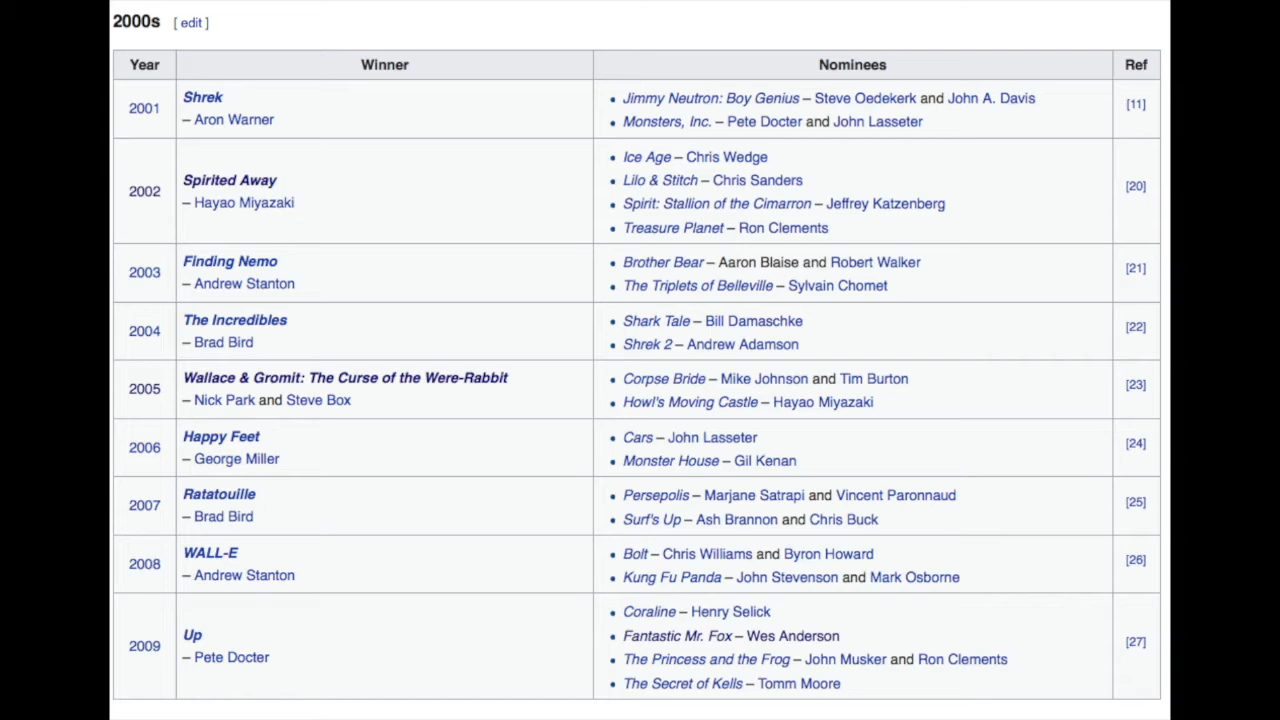 2000s [ edit ]
Year Winner Nominees Ref
2001
Shrek
– Aron Warner
• Jimmy Neutron: Boy Genius – Steve Oedekerk and John A. Davis
• Monsters, Inc. – Pete Docter and John Lasseter
[11]
2002
Spirited Away
– Hayao Miyazaki
• Ice Age – Chris Wedge
• Lilo & Stitch – Chris Sanders
• Spirit: Stallion of the Cimarron – Jeffrey Katzenberg
• Treasure Planet – Ron Clements
[20]
2003
Finding Nemo
– Andrew Stanton
• Brother Bear – Aaron Blaise and Robert Walker
• The Triplets of Belleville – Sylvain Chomet
[21]
2004
The Incredibles
– Brad Bird
• Shark Tale – Bill Damaschke
• Shrek 2 – Andrew Adamson
[22]
2005
Wallace & Gromit: The Curse of the Were-Rabbit
– Nick Park and Steve Box
• Corpse Bride – Mike Johnson and Tim Burton
• Howl's Moving Castle – Hayao Miyazaki
[23]
2006
Happy Feet
– George Miller
• Cars – John Lasseter
• Monster House – Gil Kenan
[24]
2007
Ratatouille
– Brad Bird
• Persepolis – Marjane Satrapi and Vincent Paronnaud
• Surf's Up – Ash Brannon and Chris Buck
[25]
2008
WALL-E
– Andrew Stanton
• Bolt – Chris Williams and Byron Howard
• Kung Fu Panda – John Stevenson and Mark Osborne
[26]
2009
Up
– Pete Docter
• Coraline – Henry Selick
• Fantastic Mr. Fox – Wes Anderson
• The Princess and the Frog – John Musker and Ron Clements
• The Secret of Kells – Tomm Moore
[27]